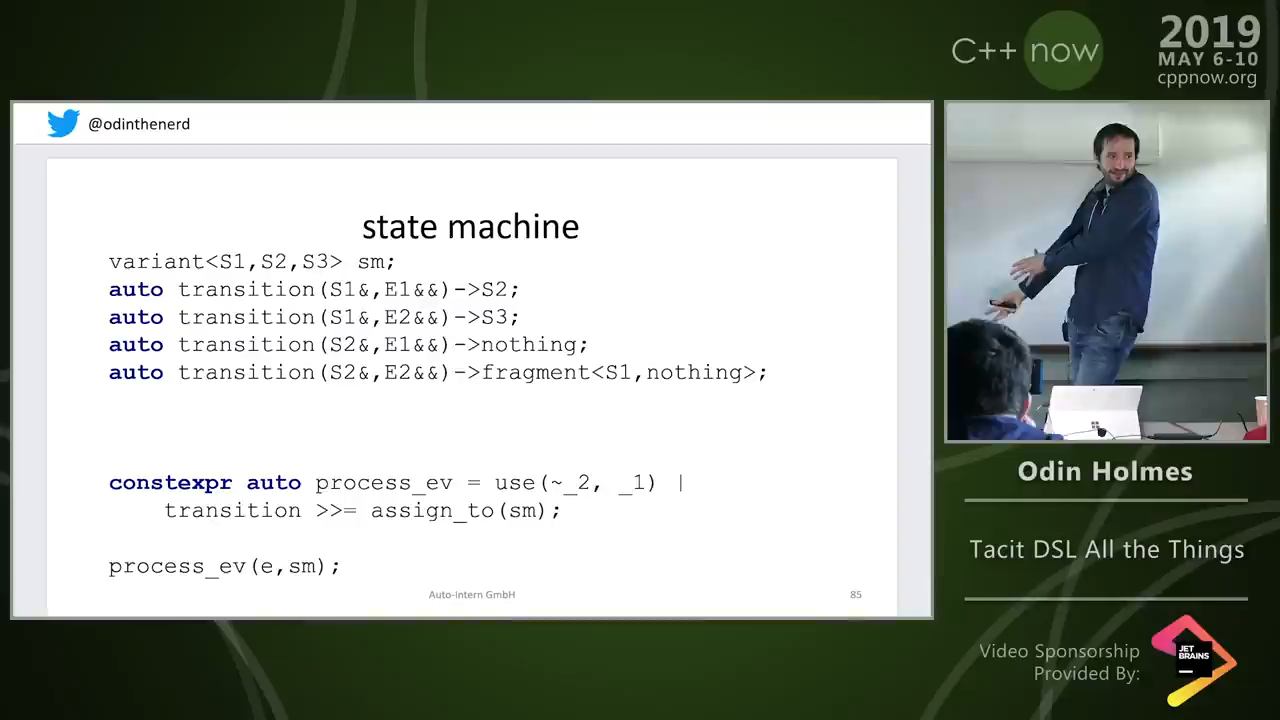 C++ now
2019
MAY 6-10
cppnow.org
@odinthenerd
state machine
variant<S1,S2,S3> sm;
auto transition(S1&,E1&&)->S2;
auto transition(S1&,E2&&)->S3;
auto transition(S2&,E1&&)->nothing;
auto transition(S2&,E2&&)->fragment<S1,nothing>;
constexpr auto process_ev = use(~_2, _1) |
transition >>= assign_to(sm);
process_ev(e,sm);
Auto-Intern GmbH
85
Odin Holmes
Tacit DSL All the Things
Video Sponsorship
Provided By:
JET
BRAINS